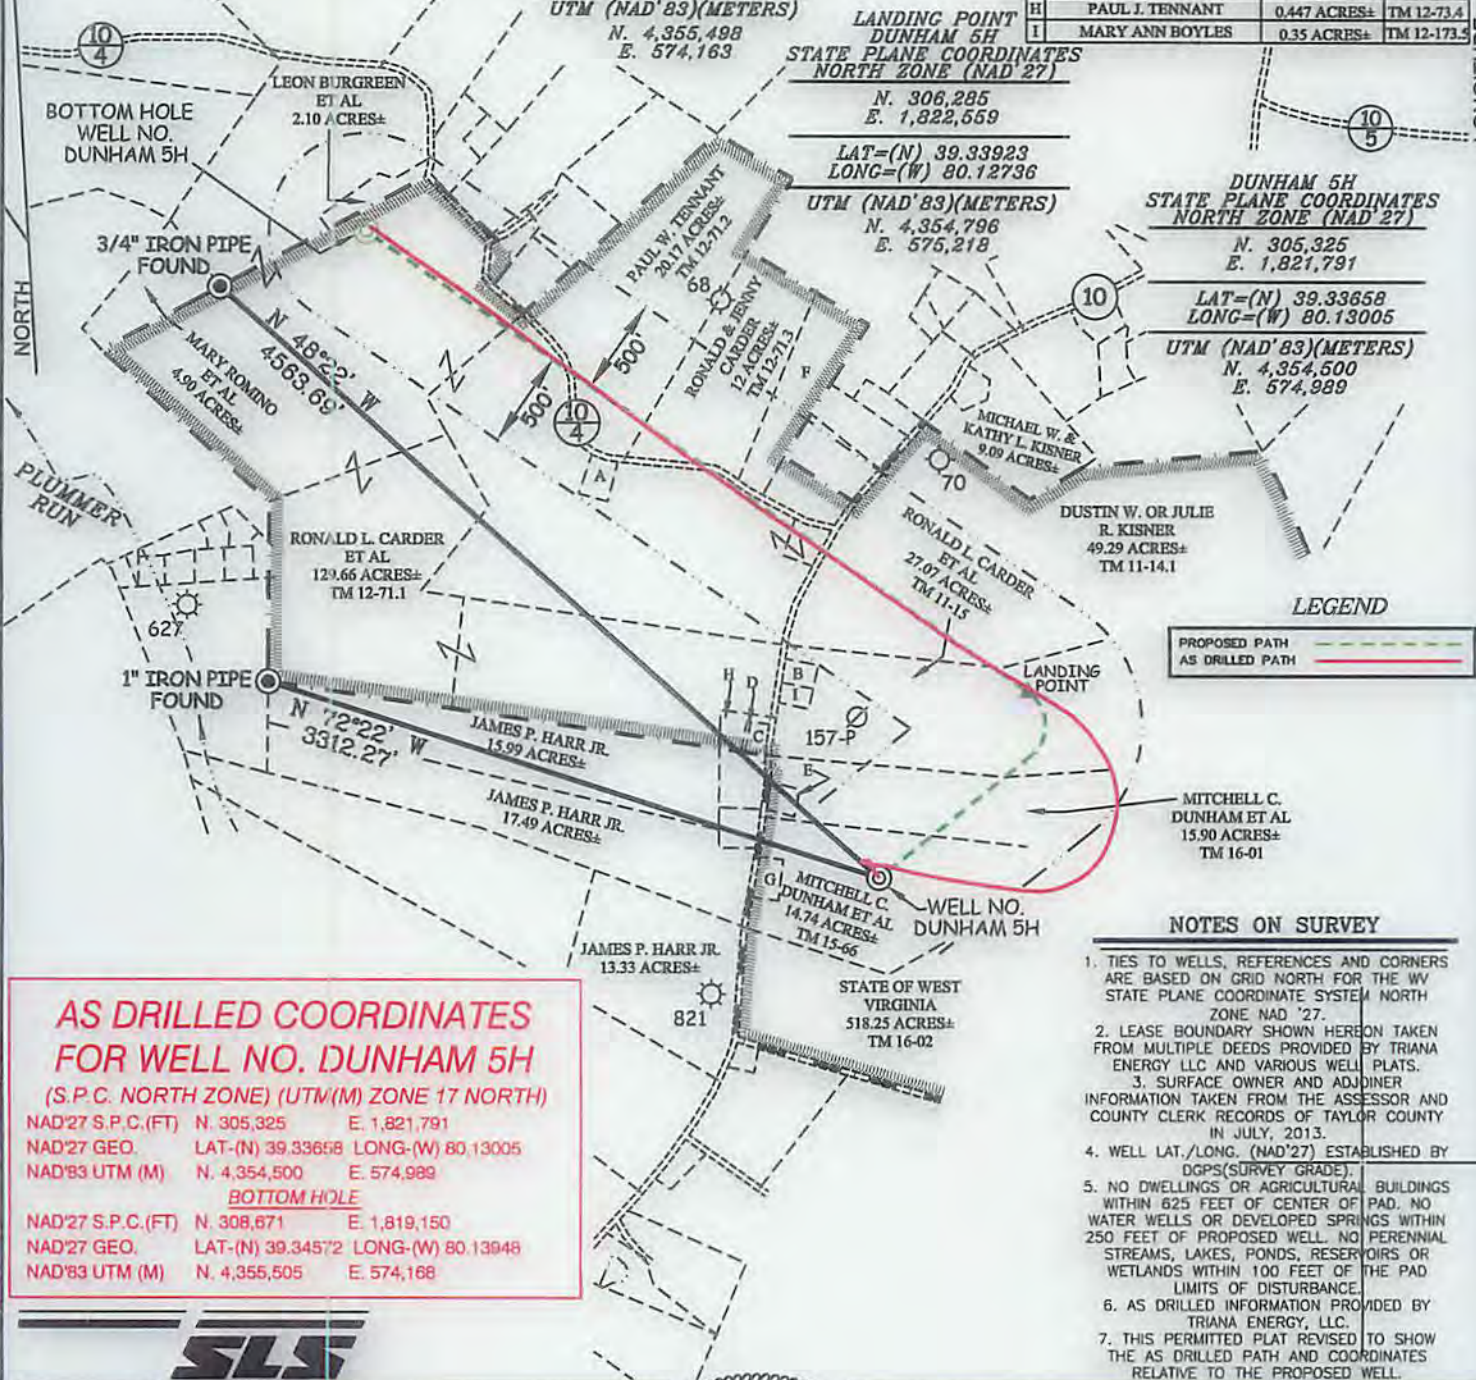 UTM (NAD'83)(METERS)
N. 4,355,498
E. 574,163
LANDING POINT
DUNHAM 5H
STATE PLANE COORDINATES
NORTH ZONE (NAD'27)
N. 306,285
E. 1,822,559
LAT=(N) 39.33923
LONG=(W) 80.12736
UTM (NAD'83)(METERS)
N. 4,354,796
E. 575,218
H PAUL J. TENNANT 0.447 ACRES± TM 12-73.4
I MARY ANN BOYLES 0.35 ACRES± TM 12-173.5
10
4
10
5
DUNHAM 5H
STATE PLANE COORDINATES
NORTH ZONE (NAD'27)
N. 305,325
E. 1,821,791
LAT=(N) 39.33658
LONG=(W) 80.13005
UTM (NAD'83)(METERS)
N. 4,354,500
E. 574,989
LEON BURGREEN
ET AL
2.10 ACRES±
BOTTOM HOLE
WELL NO.
DUNHAM 5H
3/4" IRON PIPE
FOUND
NORTH
PAUL W. TENNANT
20.17 ACRES±
TM 12-71.2
68
RONALD & JENNY
CARDER
12 ACRES±
TM 12-71.3
F
10
N 48°22' W
4563.69'
MARY ROMINO
ET AL
4.90 ACRES±
500'
500'
10
4
A
MICHAEL W. &
KATHY L. KISNER
9.09 ACRES±
70
DUSTIN W. OR JULIE
R. KISNER
49.29 ACRES±
TM 11-14.1
PLUMMER
RUN
RONALD L. CARDER
ET AL
129.66 ACRES±
TM 12-71.1
RONALD L. CARDER
ET AL
27.07 ACRES±
TM 11-15
627
LEGEND
PROPOSED PATH
AS DRILLED PATH
1" IRON PIPE
FOUND
N 72°22' W
3312.27'
LANDING
POINT
H
D
B
I
C
E
157-P
JAMES P. HARR JR.
15.99 ACRES±
JAMES P. HARR JR.
17.49 ACRES±
MITCHELL C.
DUNHAM ET AL
15.90 ACRES±
TM 16-01
G
MITCHELL C.
DUNHAM ET AL
14.74 ACRES±
TM 15-66
WELL NO.
DUNHAM 5H
JAMES P. HARR JR.
13.33 ACRES±
821
STATE OF WEST
VIRGINIA
518.25 ACRES±
TM 16-02
AS DRILLED COORDINATES
FOR WELL NO. DUNHAM 5H
(S.P.C. NORTH ZONE) (UTM(M) ZONE 17 NORTH)
NAD'27 S.P.C.(FT) N. 305,325 E. 1,821,791
NAD'27 GEO. LAT-(N) 39.33658 LONG-(W) 80.13005
NAD'83 UTM (M) N. 4,354,500 E. 574,989
BOTTOM HOLE
NAD'27 S.P.C.(FT) N. 308,671 E. 1,819,150
NAD'27 GEO. LAT-(N) 39.34572 LONG-(W) 80.13948
NAD'83 UTM (M) N. 4,355,505 E. 574,168
SLS
NOTES ON SURVEY
1. TIES TO WELLS, REFERENCES AND CORNERS
ARE BASED ON GRID NORTH FOR THE WV
STATE PLANE COORDINATE SYSTEM NORTH
ZONE NAD '27.
2. LEASE BOUNDARY SHOWN HEREON TAKEN
FROM MULTIPLE DEEDS PROVIDED BY TRIANA
ENERGY LLC AND VARIOUS WELL PLATS.
3. SURFACE OWNER AND ADJOINER
INFORMATION TAKEN FROM THE ASSESSOR AND
COUNTY CLERK RECORDS OF TAYLOR COUNTY
IN JULY, 2013.
4. WELL LAT./LONG. (NAD'27) ESTABLISHED BY
DGPS(SURVEY GRADE).
5. NO DWELLINGS OR AGRICULTURAL BUILDINGS
WITHIN 625 FEET OF CENTER OF PAD. NO
WATER WELLS OR DEVELOPED SPRINGS WITHIN
250 FEET OF PROPOSED WELL. NO PERENNIAL
STREAMS, LAKES, PONDS, RESERVOIRS OR
WETLANDS WITHIN 100 FEET OF THE PAD
LIMITS OF DISTURBANCE.
6. AS DRILLED INFORMATION PROVIDED BY
TRIANA ENERGY, LLC.
7. THIS PERMITTED PLAT REVISED TO SHOW
THE AS DRILLED PATH AND COORDINATES
RELATIVE TO THE PROPOSED WELL.